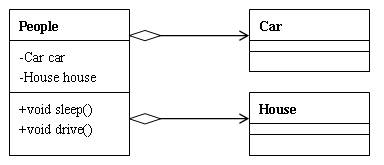 People
-Car car
-House house
+void sleep()
+void drive()
Car
House